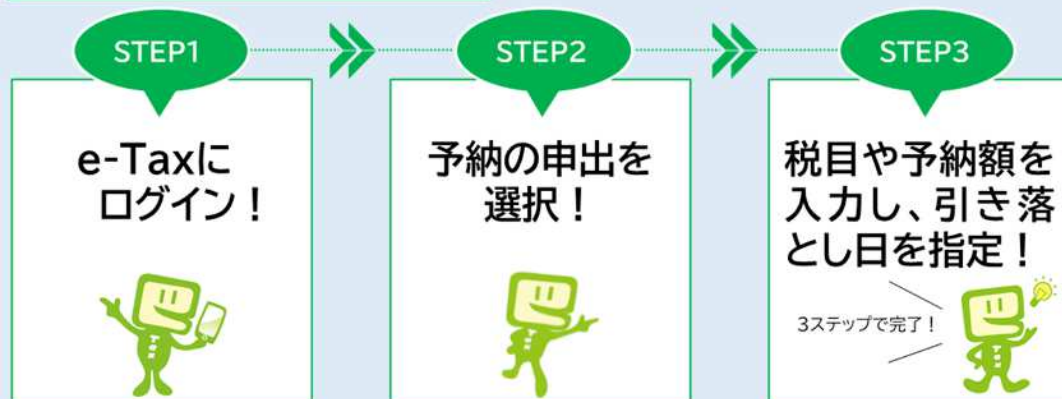 STEP1
e-Taxに
ログイン！
STEP2
予納の申出を
選択！
STEP3
税目や予納額を
入力し、引き落
とし日を指定！
3ステップで完了！